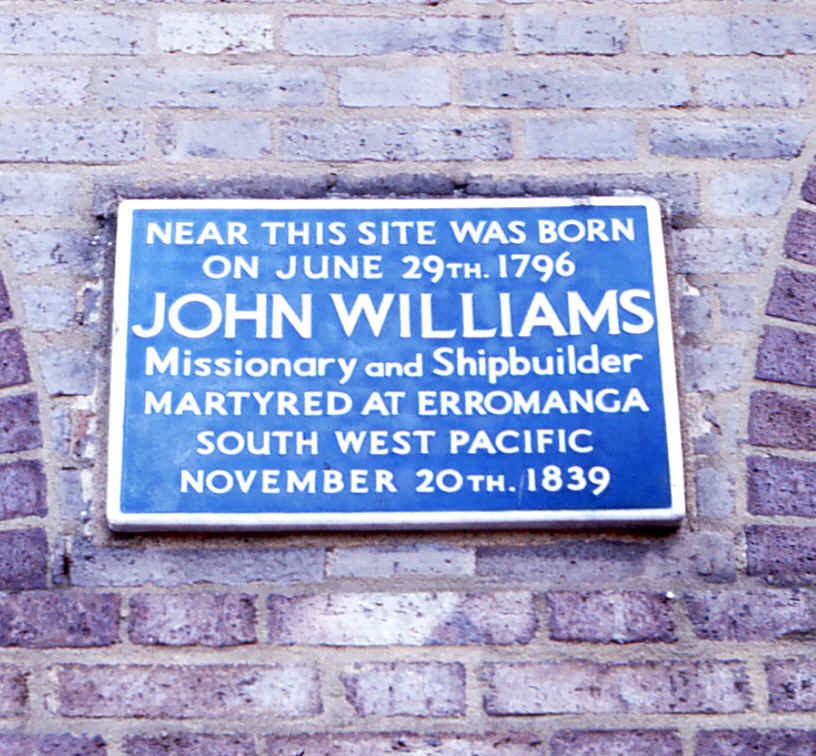 NEAR THIS SITE WAS BORN
ON JUNE 29TH. 1796
JOHN WILLIAMS
Missionary and Shipbuilder
MARTYRED AT ERROMANGA
SOUTH WEST PACIFIC
NOVEMBER 20TH. 1839